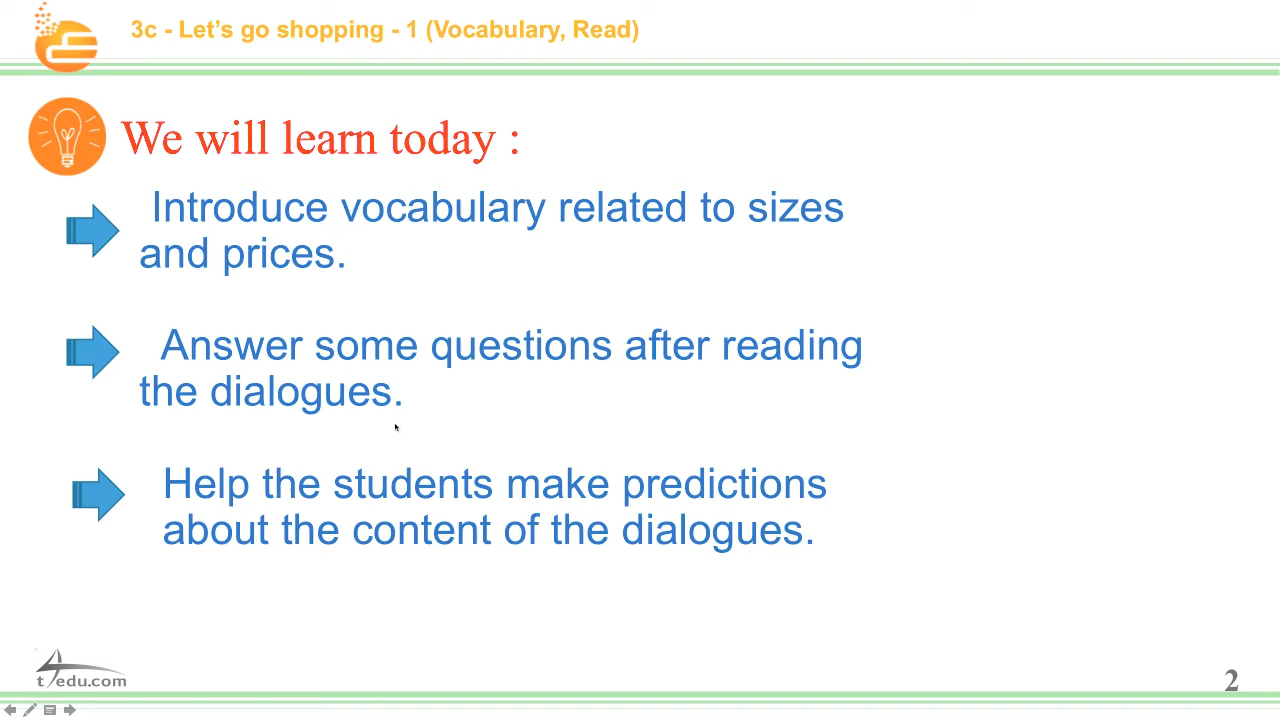 3c - Let's go shopping - 1 (Vocabulary, Read)
We will learn today :
Introduce vocabulary related to sizes
and prices.
Answer some questions after reading
the dialogues.
Help the students make predictions
about the content of the dialogues.
t4edu.com
2